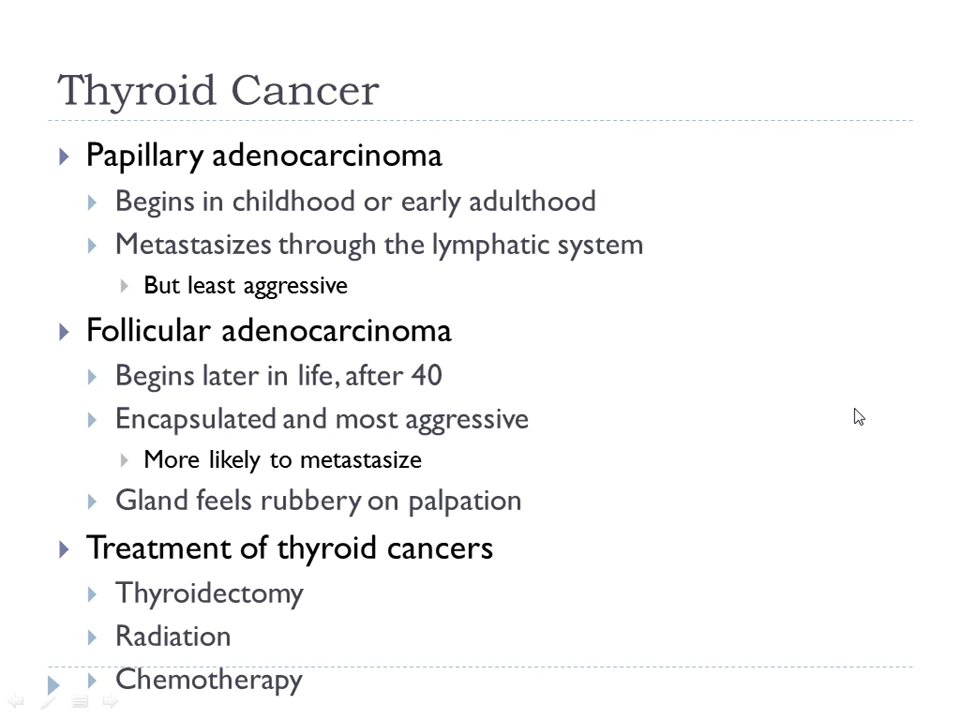 Thyroid Cancer
Papillary adenocarcinoma
Begins in childhood or early adulthood
Metastasizes through the lymphatic system
But least aggressive
Follicular adenocarcinoma
Begins later in life, after 40
Encapsulated and most aggressive
More likely to metastasize
Gland feels rubbery on palpation
Treatment of thyroid cancers
Thyroidectomy
Radiation
Chemotherapy